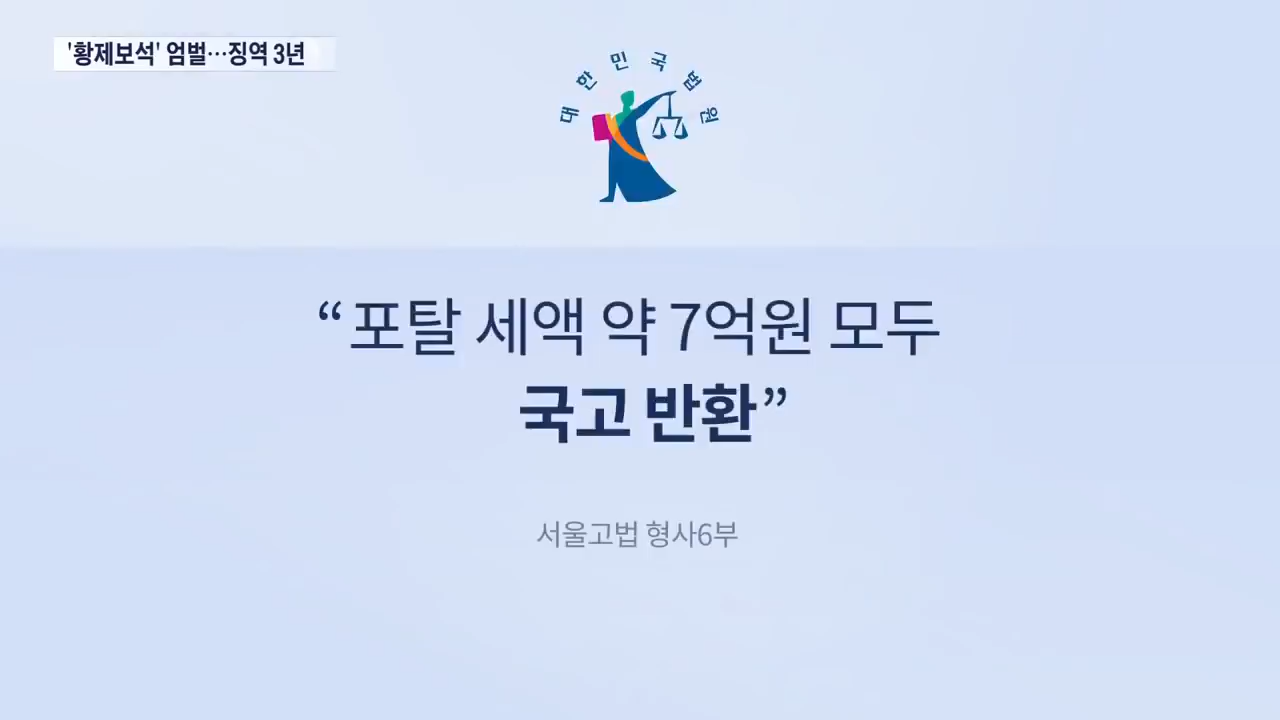 '황제보석' 엄벌…징역 3년
대한민국법원
“포탈 세액 약 7억원 모두
국고 반환”
서울고법 형사6부